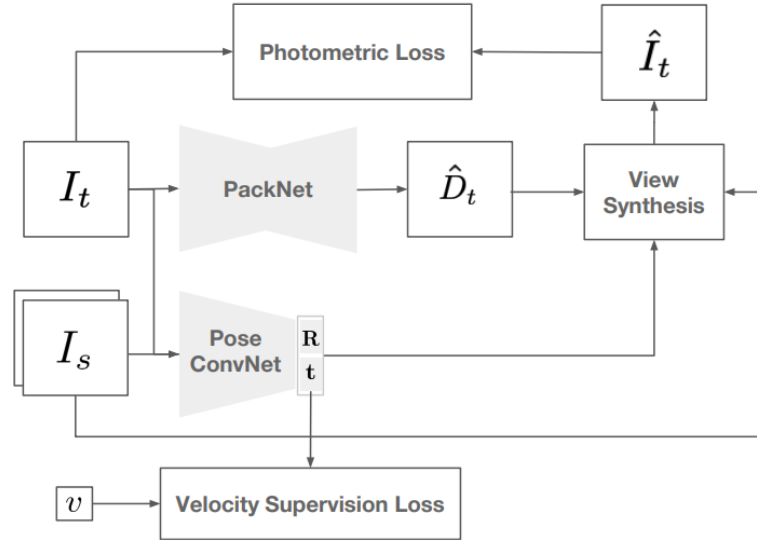 Photometric Loss
Î_t
I_t
PackNet
D̂_t
View
Synthesis
I_s
Pose
ConvNet
R
t
v
Velocity Supervision Loss